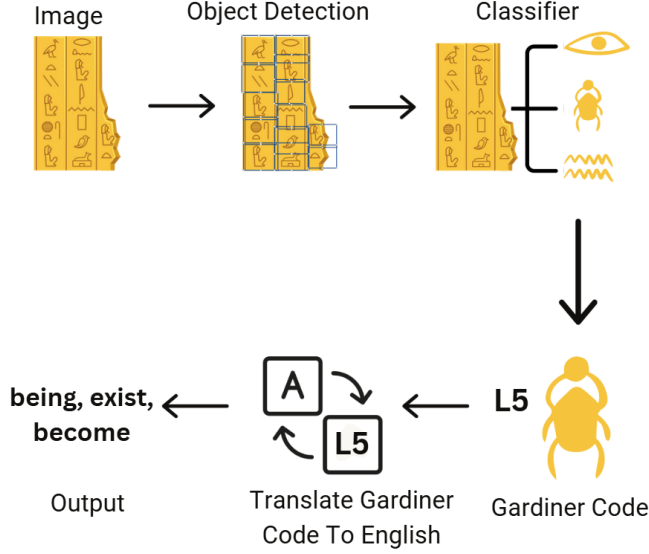 Image
Object Detection
Classifier
being, exist,
become
A
L5
L5
Output
Translate Gardiner
Code To English
Gardiner Code